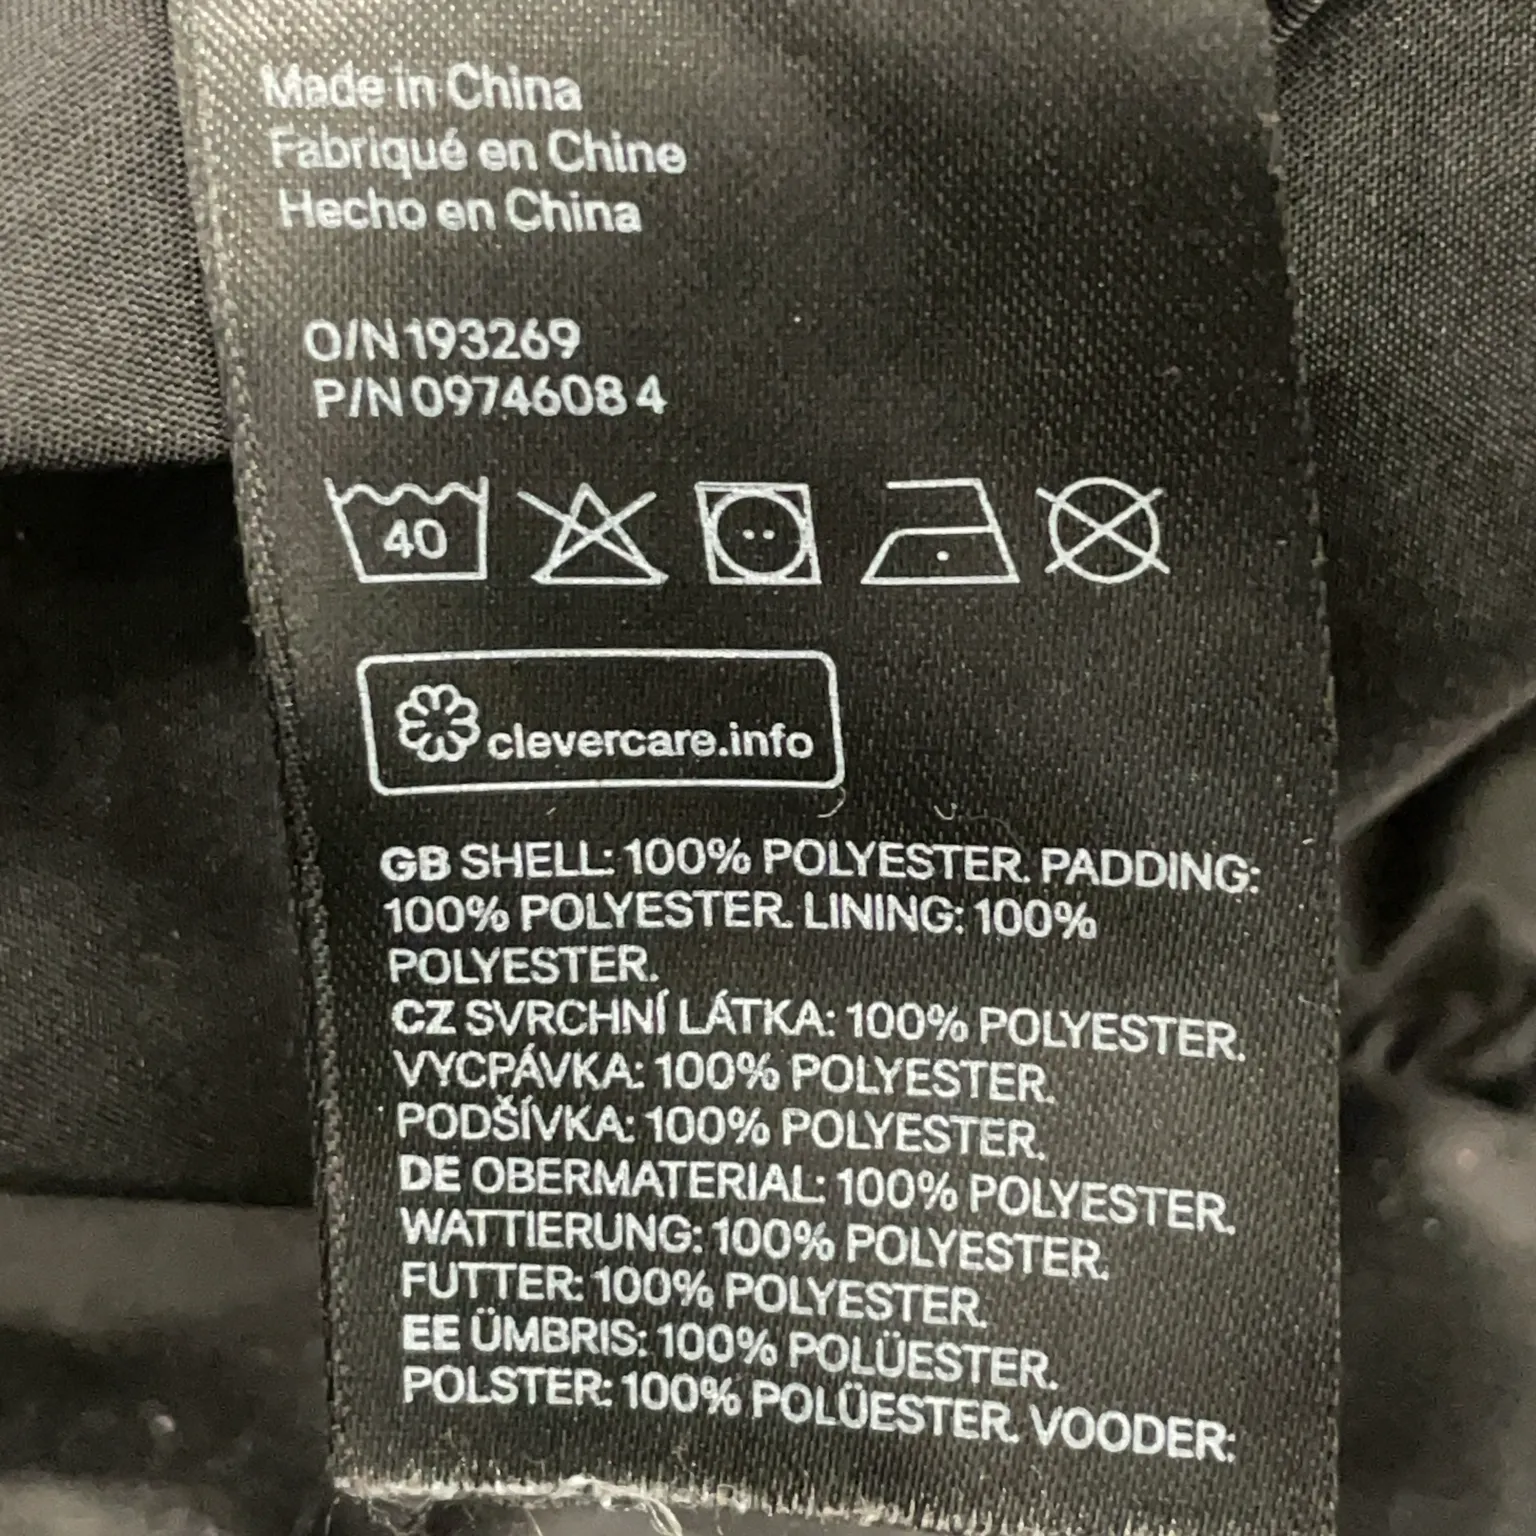 Made in China
Fabriqué en Chine
Hecho en China
O/N 193269
P/N 0974608 4
40
clevercare.info
GB SHELL: 100% POLYESTER. PADDING:
100% POLYESTER. LINING: 100%
POLYESTER.
CZ SVRCHNÍ LÁTKA: 100% POLYESTER.
VYCPÁVKA: 100% POLYESTER.
PODŠÍVKA: 100% POLYESTER.
DE OBERMATERIAL: 100% POLYESTER.
WATTIERUNG: 100% POLYESTER.
FUTTER: 100% POLYESTER.
EE ÜMBRIS: 100% POLÜESTER.
POLSTER: 100% POLÜESTER. VOODER: